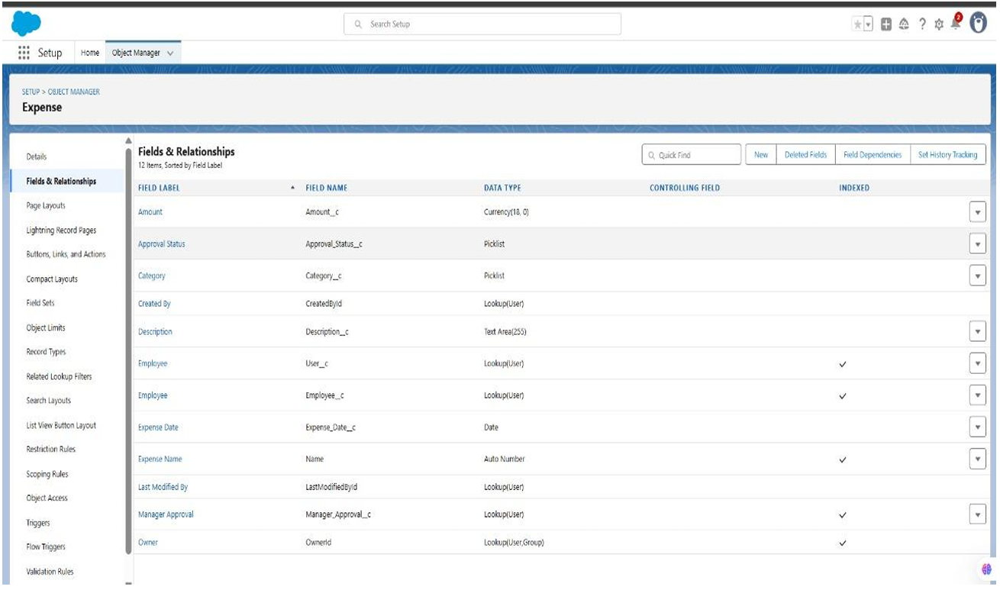 Search Setup
2
Setup Home Object Manager
SETUP > OBJECT MANAGER
Expense
Details
Fields & Relationships
Page Layouts
Lightning Record Pages
Buttons, Links, and Actions
Compact Layouts
Field Sets
Object Limits
Record Types
Related Lookup Filters
Search Layouts
List View Button Layout
Restriction Rules
Scoping Rules
Object Access
Triggers
Flow Triggers
Validation Rules
Fields & Relationships
12 Items, Sorted by Field Label
Quick Find New Deleted Fields Field Dependencies Set History Tracking
FIELD LABEL FIELD NAME DATA TYPE CONTROLLING FIELD INDEXED
Amount Amount__c Currency(18, 0)
Approval Status Approval_Status__c Picklist
Category Category__c Picklist
Created By CreatedById Lookup(User)
Description Description__c Text Area(255)
Employee User__c Lookup(User)
Employee Employee__c Lookup(User)
Expense Date Expense_Date__c Date
Expense Name Name Auto Number
Last Modified By LastModifiedById Lookup(User)
Manager Approval Manager_Approval__c Lookup(User)
Owner OwnerId Lookup(User,Group)